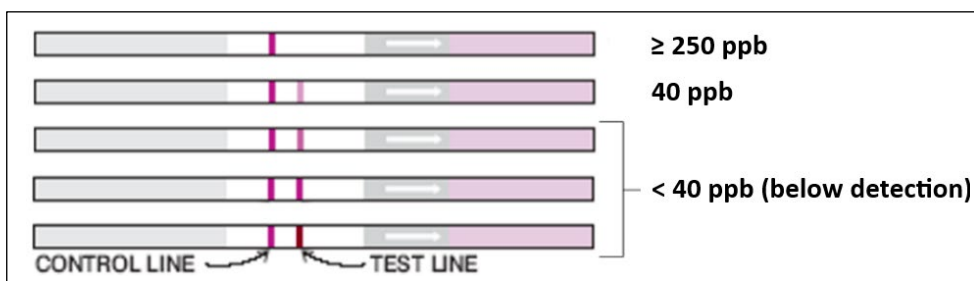 ≥ 250 ppb
40 ppb
< 40 ppb (below detection)
CONTROL LINE
TEST LINE